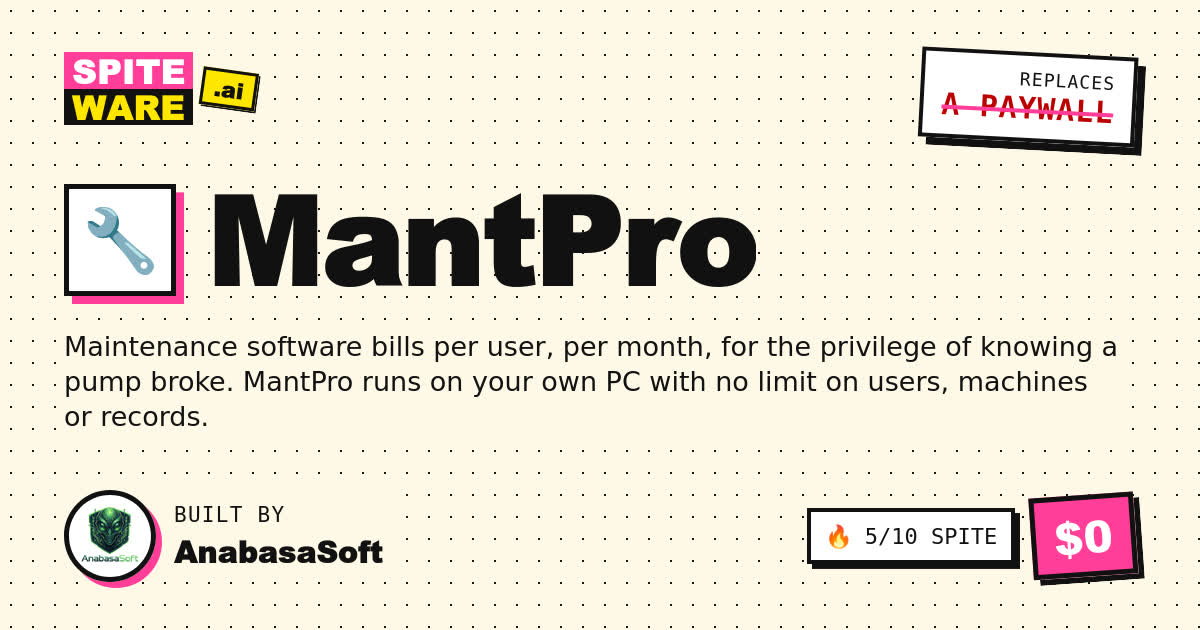 SPITE
WARE
.ai
REPLACES
A PAYWALL
MantPro
Maintenance software bills per user, per month, for the privilege of knowing a
pump broke. MantPro runs on your own PC with no limit on users, machines
or records.
AnabasaSoft
BUILT BY
AnabasaSoft
🔥 5/10 SPITE
$0